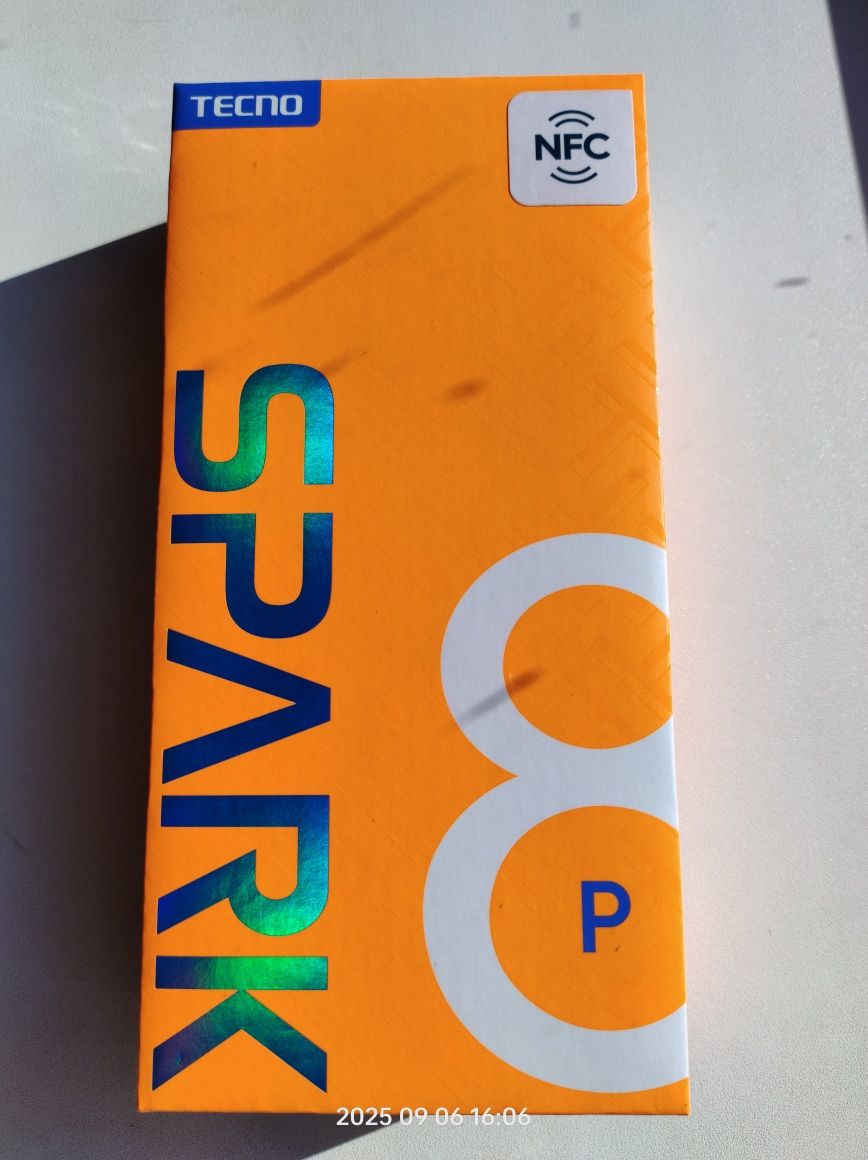 TECNO
NFC
SPARK
8
P
2025 09 06 16:06